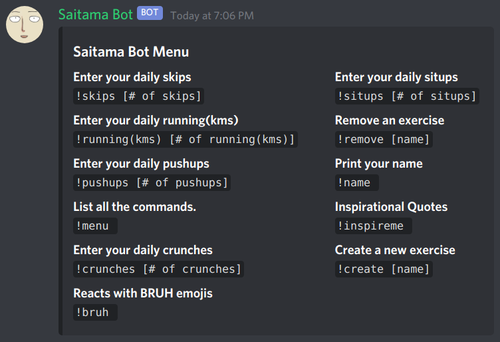 Saitama Bot BOT Today at 7:06 PM
Saitama Bot Menu
Enter your daily skips
!skips [# of skips]
Enter your daily situps
!situps [# of situps]
Enter your daily running(kms)
!running(kms) [# of running(kms)]
Remove an exercise
!remove [name]
Enter your daily pushups
!pushups [# of pushups]
Print your name
!name
List all the commands.
!menu
Inspirational Quotes
!inspireme
Enter your daily crunches
!crunches [# of crunches]
Create a new exercise
!create [name]
Reacts with BRUH emojis
!bruh